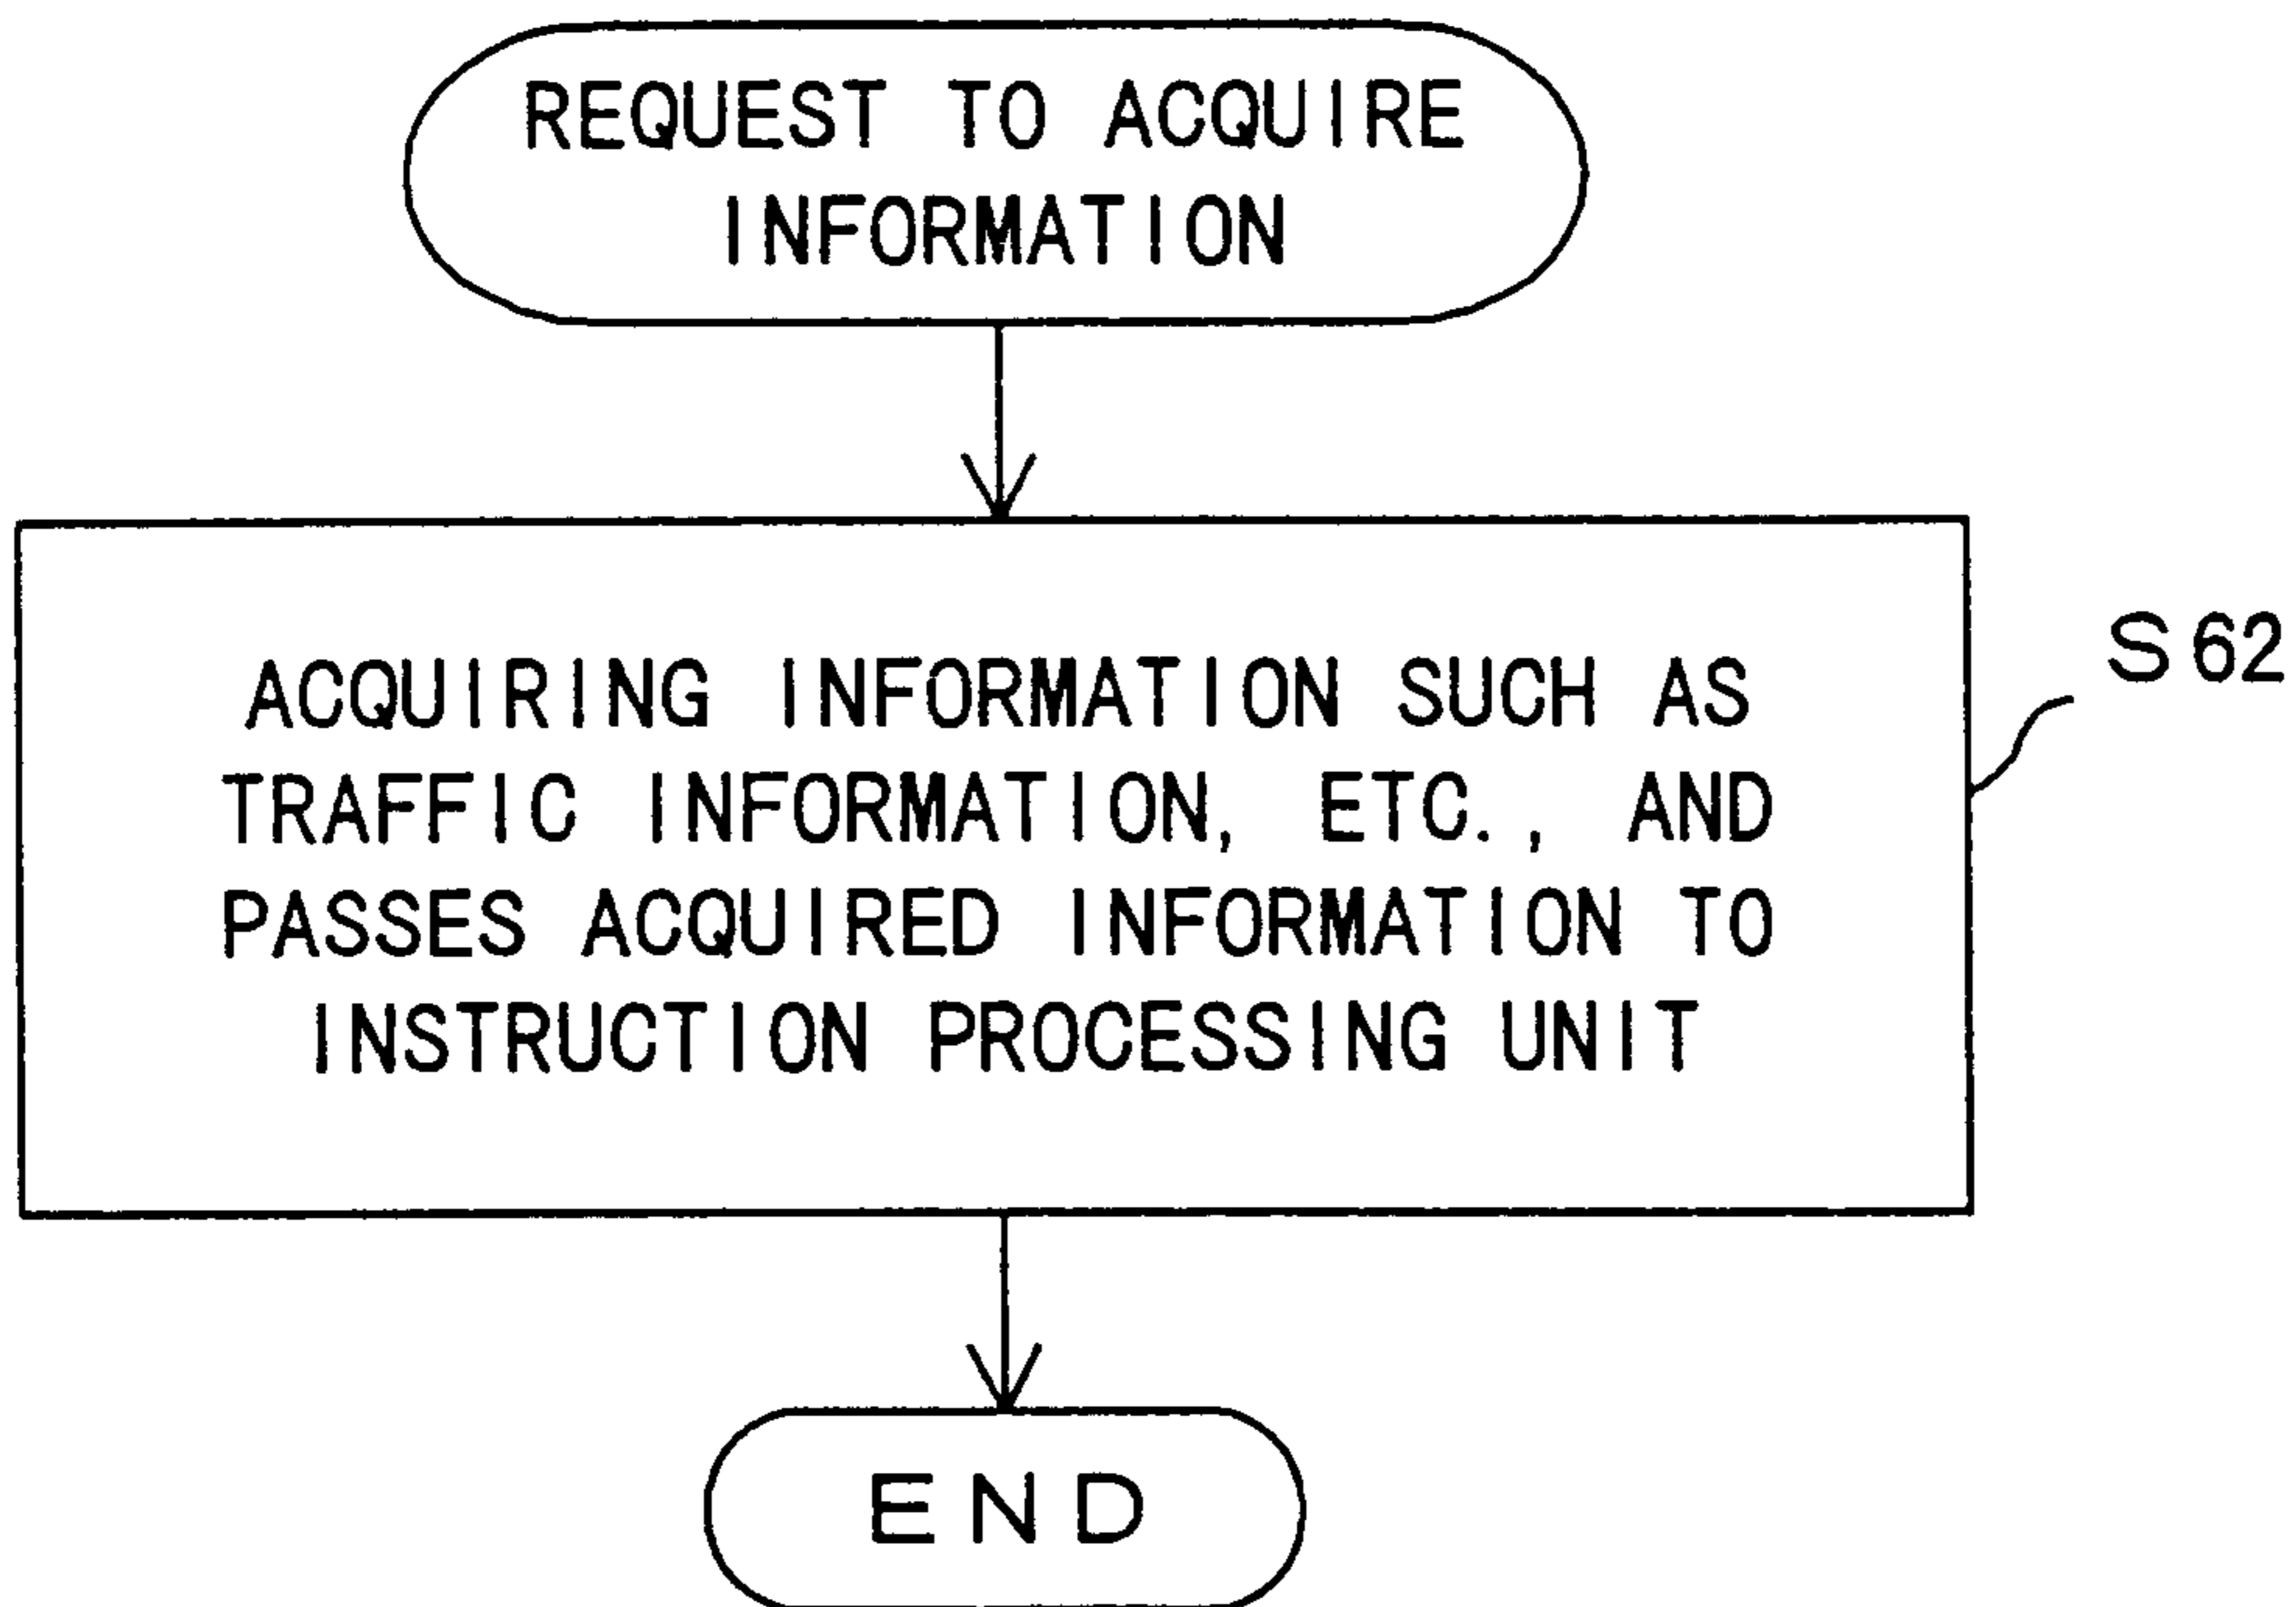 REQUEST TO ACQUIRE
INFORMATION
S62
ACQUIRING INFORMATION SUCH AS
TRAFFIC INFORMATION, ETC., AND
PASSES ACQUIRED INFORMATION TO
INSTRUCTION PROCESSING UNIT
END